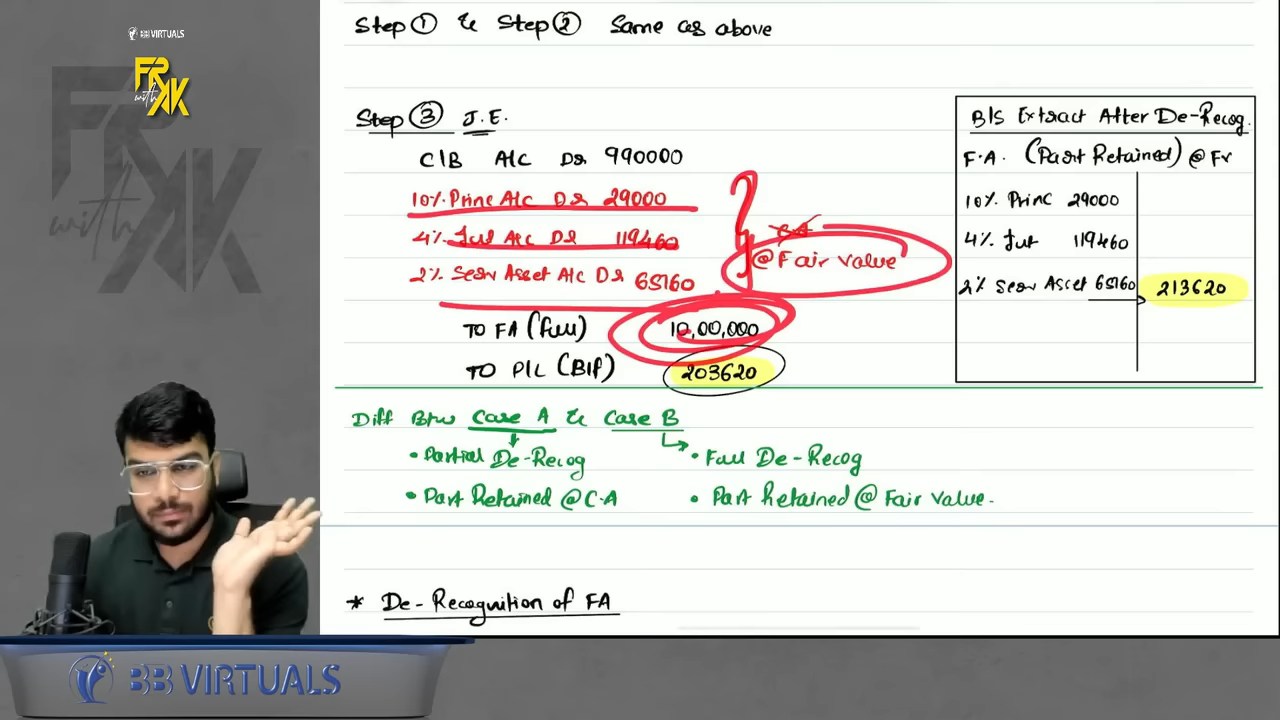 BB VIRTUALS
FR
with
AK
Step ① & Step ② Same as above
Step ③ J.E.
C/B A/c Dr 990000
10% Princ A/c Dr 29000
4% Int A/c Dr 119460
2% Serv Asset A/c Dr 65160
@ Fair value
TO FA (Full) 10,00,000
TO P/L (B/F) 203620
B/S Extract After De-Recog.
F.A. (Part Retained) @ FV
10% Princ 29000
4% Int 119460
2% Serv Asset 65160 213620
Diff Btw Case A & Case B
• Partial De-Recog • Full De-Recog
• Part Retained @ C.A • Part Retained @ Fair Value.
* De-Recognition of FA
BB VIRTUALS